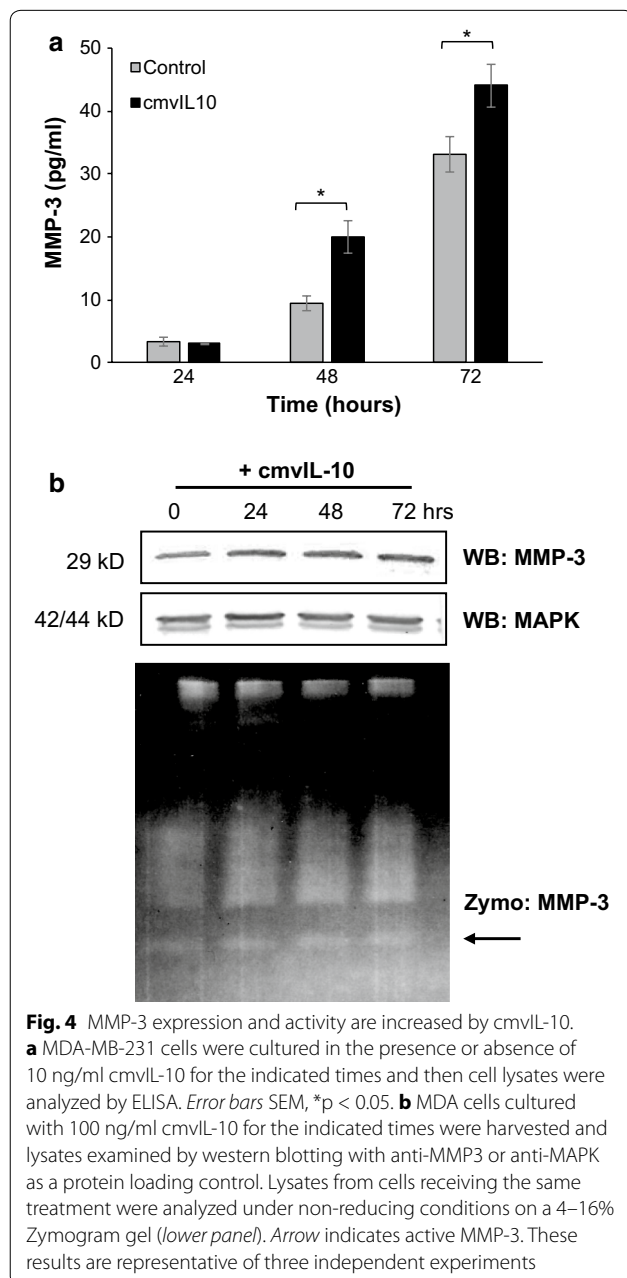 a
50
40
30
20
10
0
MMP-3 (pg/ml)
Control
cmvIL10
*
*
24 48 72
Time (hours)
b
+ cmvIL-10
0 24 48 72 hrs
29 kD WB: MMP-3
42/44 kD WB: MAPK
Zymo: MMP-3
Fig. 4 MMP-3 expression and activity are increased by cmvIL-10.
a MDA-MB-231 cells were cultured in the presence or absence of
10 ng/ml cmvIL-10 for the indicated times and then cell lysates were
analyzed by ELISA. Error bars SEM, *p < 0.05. b MDA cells cultured
with 100 ng/ml cmvIL-10 for the indicated times were harvested and
lysates examined by western blotting with anti-MMP3 or anti-MAPK
as a protein loading control. Lysates from cells receiving the same
treatment were analyzed under non-reducing conditions on a 4–16%
Zymogram gel (lower panel). Arrow indicates active MMP-3. These
results are representative of three independent experiments